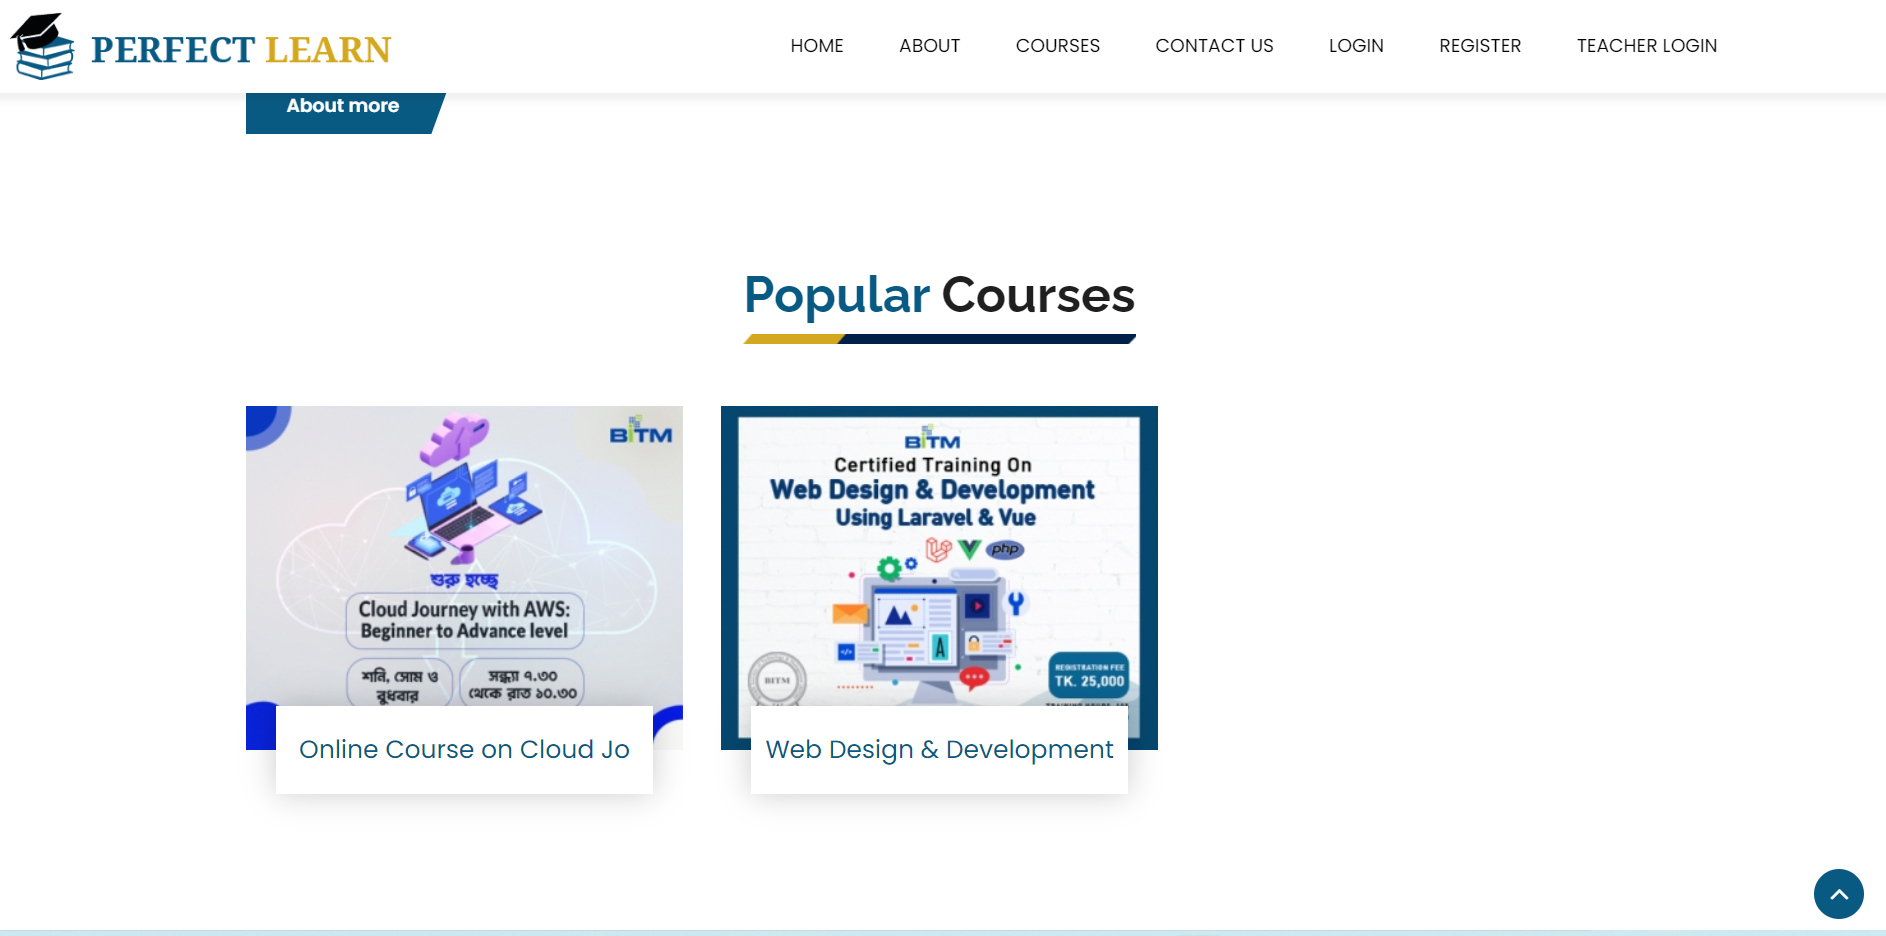 PERFECT LEARN
HOME ABOUT COURSES CONTACT US LOGIN REGISTER TEACHER LOGIN
About more
Popular Courses
BiTM
শুরু হচ্ছে
Cloud Journey with AWS:
Beginner to Advance level
শনি, সোম ও
বুধবার
সন্ধ্যা ৭.৩০
থেকে রাত ১০.৩০
Online Course on Cloud Jo
BiTM
Certified Training On
Web Design & Development
Using Laravel & Vue
php
A
BITM
REGISTRATION FEE
TK. 25,000
Web Design & Development